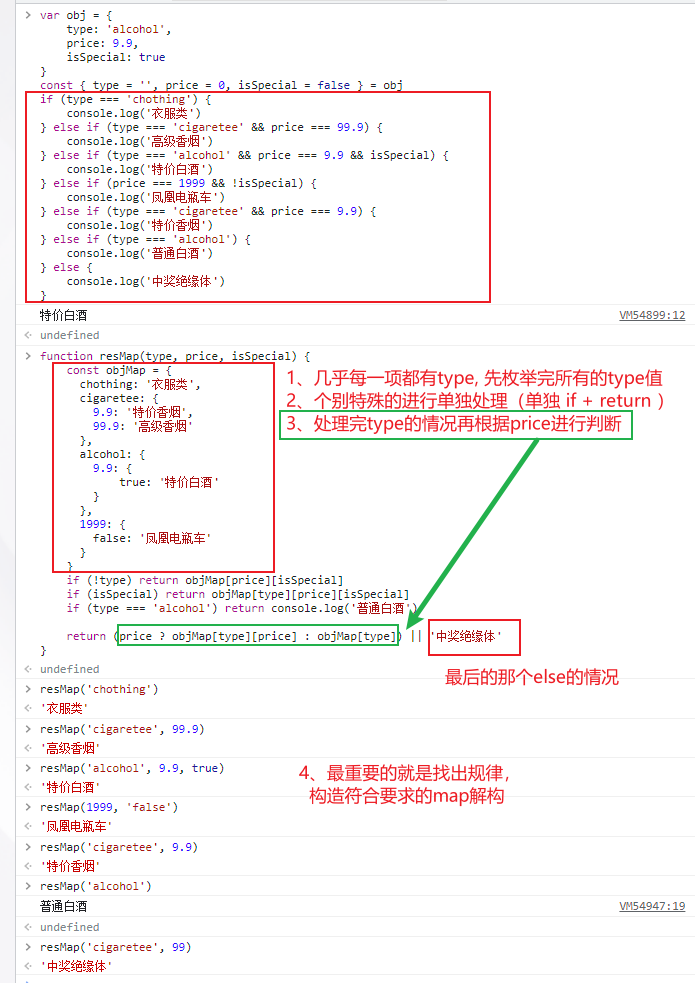 > var obj = {
type: 'alcohol',
price: 9.9,
isSpecial: true
}
const { type = '', price = 0, isSpecial = false } = obj
if (type === 'chothing') {
console.log('衣服类')
} else if (type === 'cigaretee' && price === 99.9) {
console.log('高级香烟')
} else if (type === 'alcohol' && price === 9.9 && isSpecial) {
console.log('特价白酒')
} else if (price === 1999 && !isSpecial) {
console.log('凤凰电瓶车')
} else if (type === 'cigaretee' && price === 9.9) {
console.log('特价香烟')
} else if (type === 'alcohol') {
console.log('普通白酒')
} else {
console.log('中奖绝缘体')
}
特价白酒 VM54899:12
< undefined
> function resMap(type, price, isSpecial) {
const objMap = {
chothing: '衣服类',
cigaretee: {
9.9: '特价香烟',
99.9: '高级香烟'
},
alcohol: {
9.9: {
true: '特价白酒'
}
},
1999: {
false: '凤凰电瓶车'
}
}
1、几乎每一项都有type, 先枚举完所有的type值
2、个别特殊的进行单独处理（单独 if + return ）
3、处理完type的情况再根据price进行判断
if (!type) return objMap[price][isSpecial]
if (isSpecial) return objMap[type][price][isSpecial]
if (type === 'alcohol') return console.log('普通白酒')
return (price ? objMap[type][price] : objMap[type]) || '中奖绝缘体'
}
最后的那个else的情况
< undefined
> resMap('chothing')
< '衣服类'
> resMap('cigaretee', 99.9)
< '高级香烟'
> resMap('alcohol', 9.9, true)
< '特价白酒'
> resMap(1999, 'false')
< '凤凰电瓶车'
4、最重要的就是找出规律，
构造符合要求的map解构
> resMap('cigaretee', 9.9)
< '特价香烟'
> resMap('alcohol')
普通白酒 VM54947:19
< undefined
> resMap('cigaretee', 99)
< '中奖绝缘体'